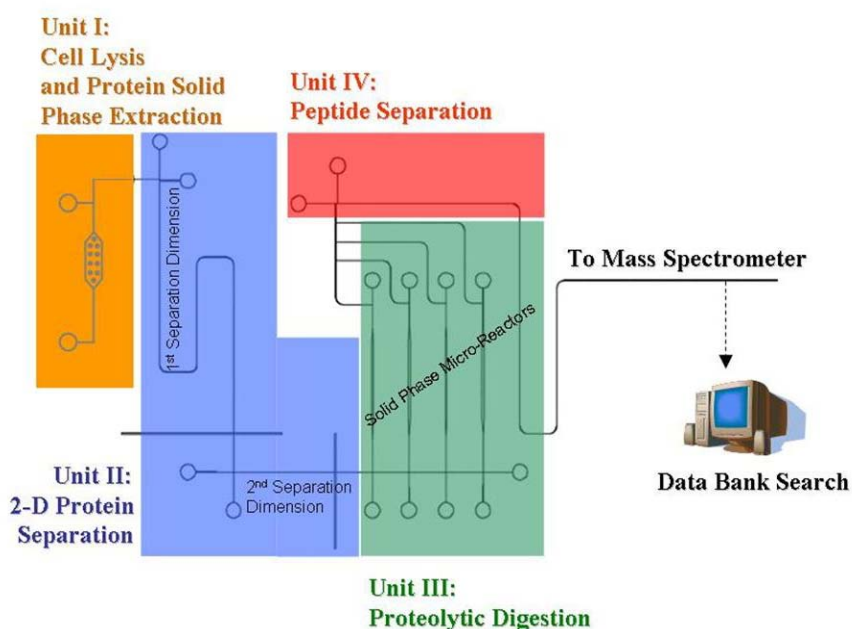 Unit I:
Cell Lysis
and Protein Solid
Phase Extraction
Unit IV:
Peptide Separation
1st Separation Dimension
To Mass Spectrometer
Solid Phase Micro-Reactors
Unit II:
2-D Protein
Separation
2nd Separation
Dimension
Data Bank Search
Unit III:
Proteolytic Digestion